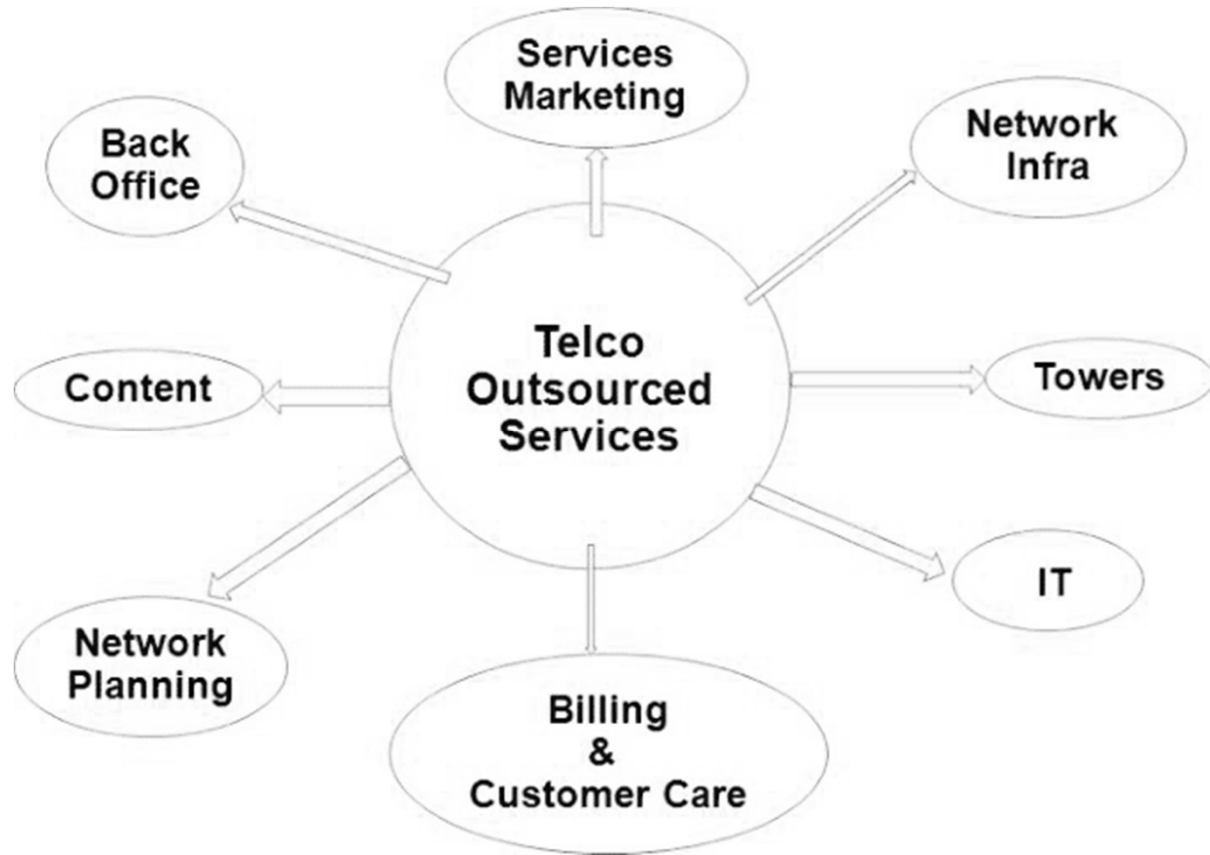 Services
Marketing
Back
Office
Network
Infra
Telco
Outsourced
Services
Content
Towers
IT
Network
Planning
Billing
&
Customer Care